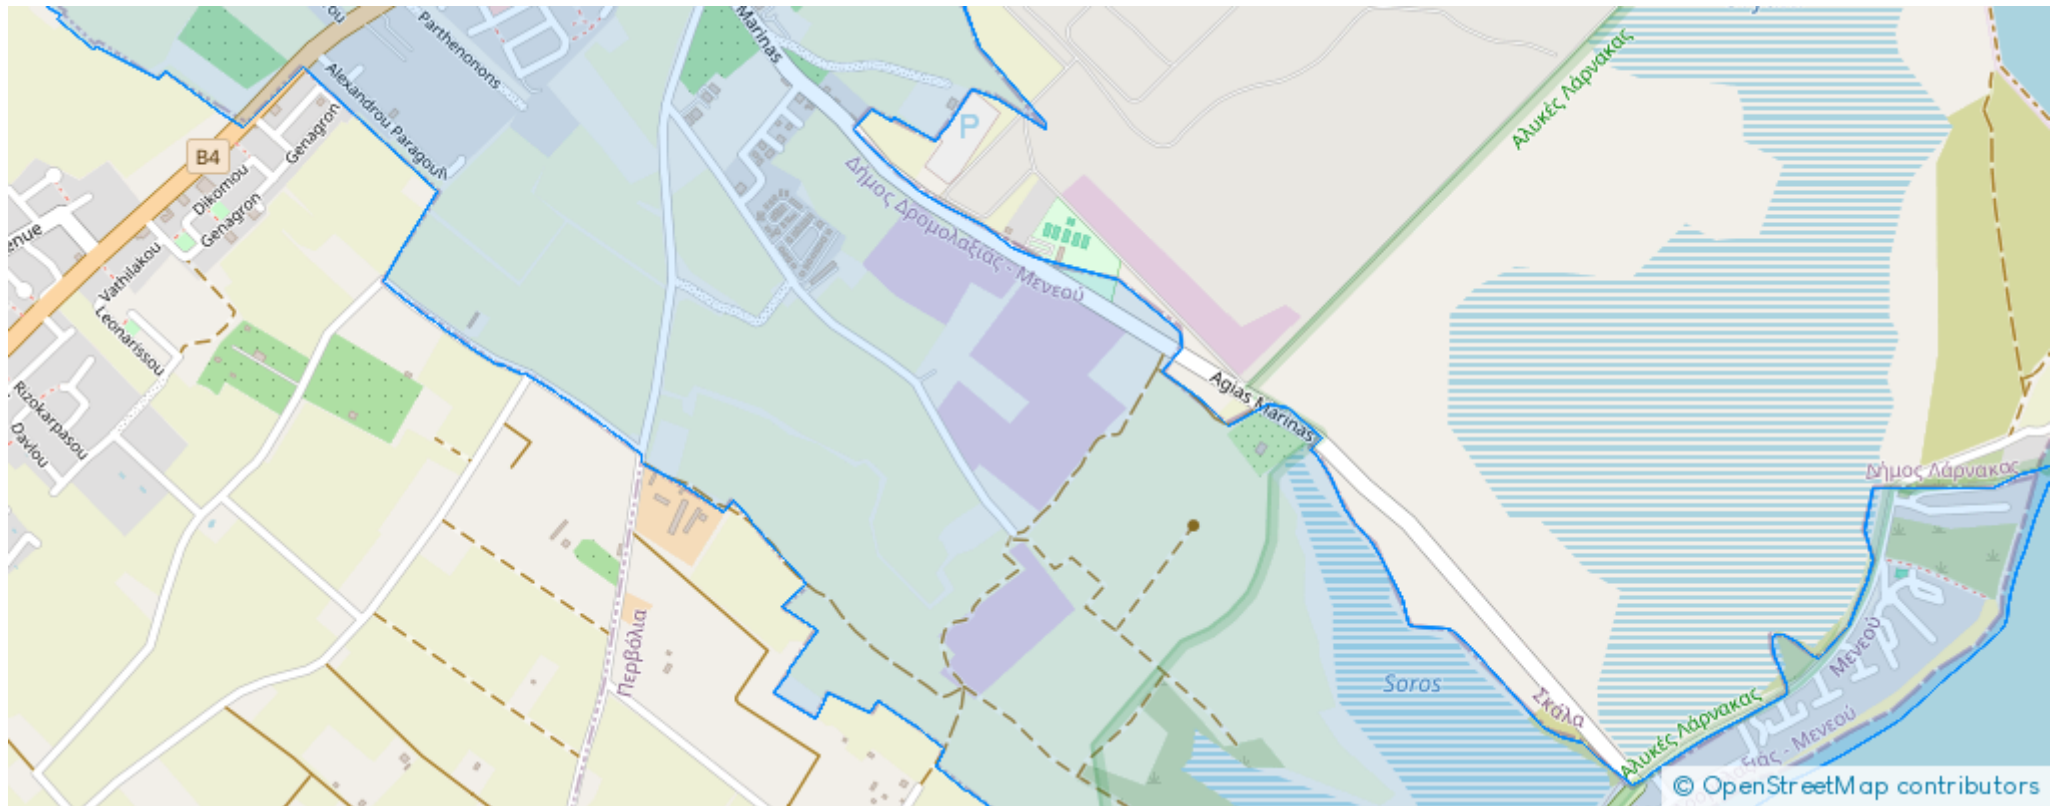 Parthenonons
Marinas
Alexandrou Paragouli
Genagron
B4
Dikomou
Genagron
Vathilakou
Leonarissou
Rizokarpasou
Davlou
P
Αλυκές Λάρνακας
Δήμος Δρομολαξιάς - Μενεού
Agias Marinas
Δήμος Λάρνακας
Περβόλια
Soros
Σκάλα
Μενεού
Αλυκές Λάρνακας
© OpenStreetMap contributors